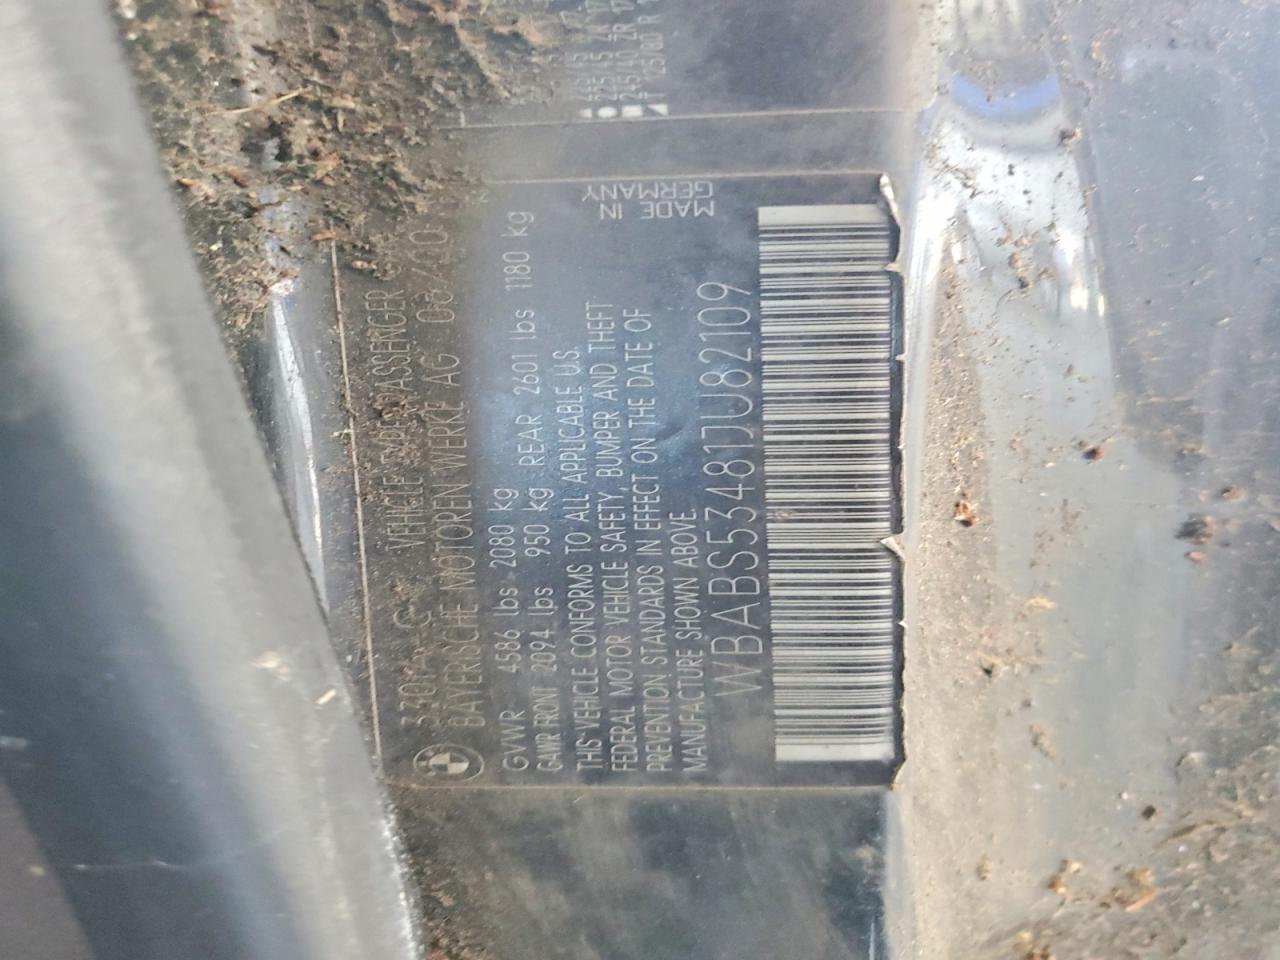 VEHICLE TYPE PASSENGER
BAYERISCHE MOTOREN WERKE AG
GVWR 4586 lbs 2080 kg
GAWR FRONT 2094 lbs 950 kg REAR 2601 lbs 1180 kg
THIS VEHICLE CONFORMS TO ALL APPLICABLE U.S.
FEDERAL MOTOR VEHICLE SAFETY, BUMPER AND THEFT
PREVENTION STANDARDS IN EFFECT ON THE DATE OF
MANUFACTURE SHOWN ABOVE.
MADE IN
GERMANY
WBABS53481JU82109